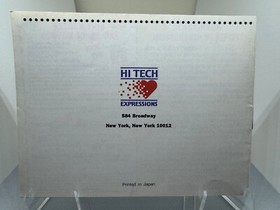 HI TECH
EXPRESSIONS
584 Broadway
New York, New York 10012
Printed in Japan